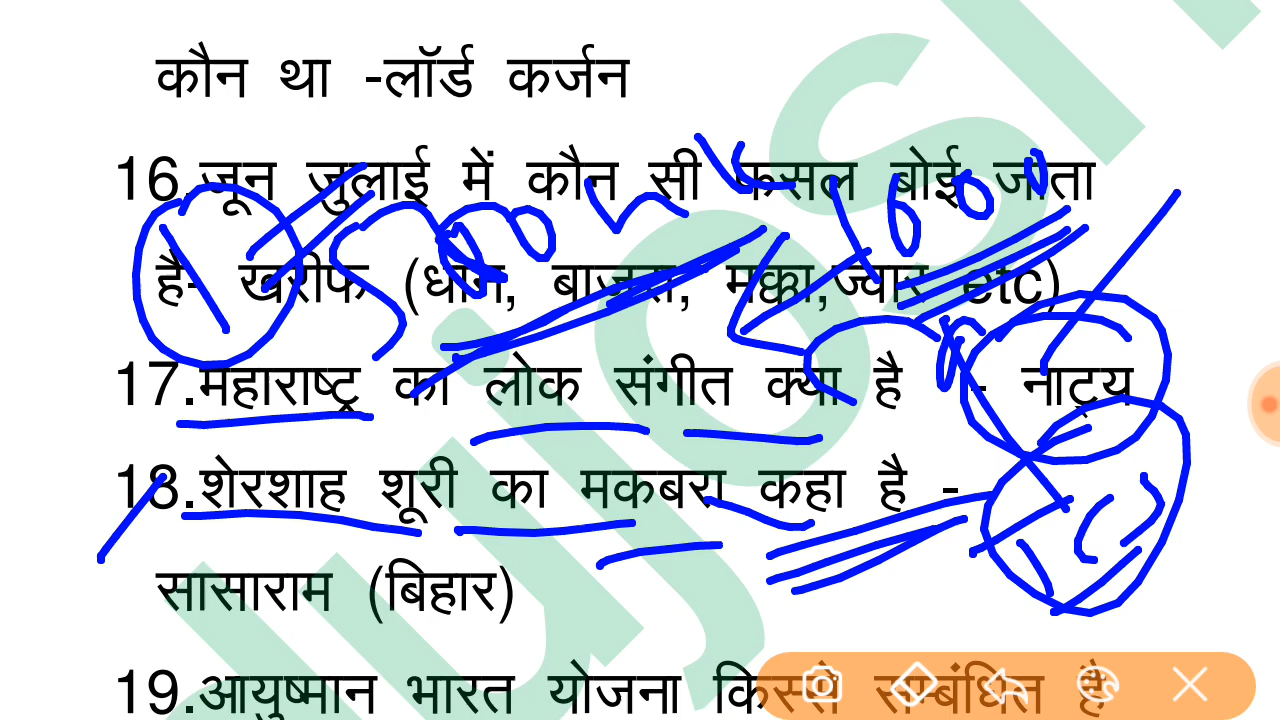 कौन था -लॉर्ड कर्जन
16.जून जुलाई में कौन सी फसल बोई जाता
है- खरीफ (धान, बाजरा, मक्का,ज्वार etc)
17.महाराष्ट्र का लोक संगीत क्या है - नाट्य
18.शेरशाह शूरी का मकबरा कहा है -
सासाराम (बिहार)
19.आयुष्मान भारत योजना किससे सम्बंधित है